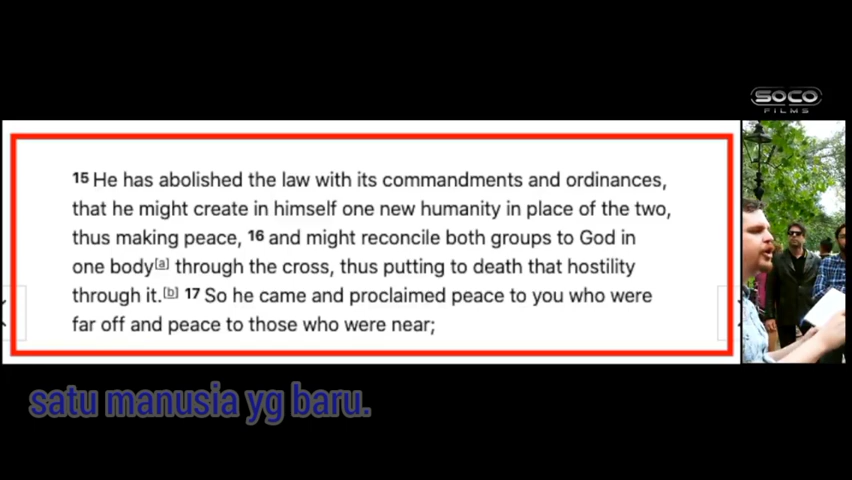 SOCO
FILMS
15 He has abolished the law with its commandments and ordinances,
that he might create in himself one new humanity in place of the two,
thus making peace, 16 and might reconcile both groups to God in
one body[a] through the cross, thus putting to death that hostility
through it.[b] 17 So he came and proclaimed peace to you who were
far off and peace to those who were near;
satu manusia yg baru.